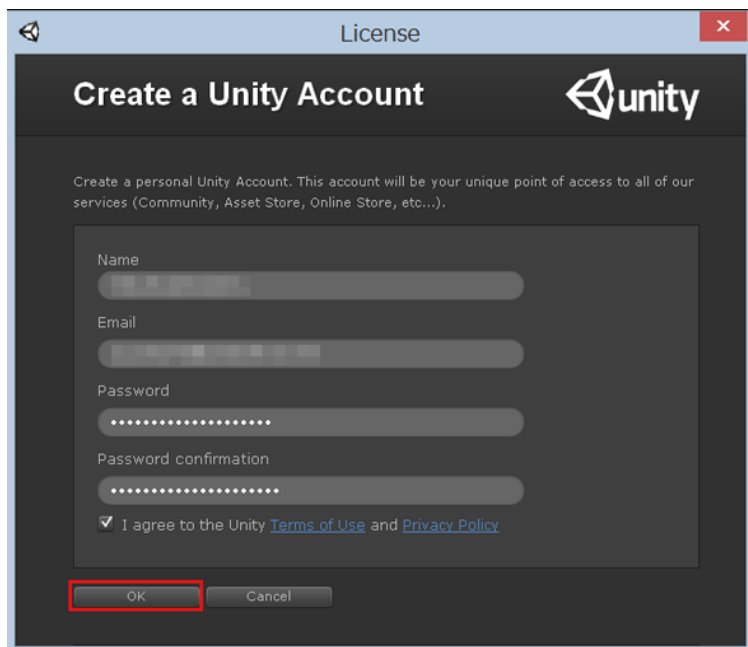 License
Create a Unity Account
unity
Create a personal Unity Account. This account will be your unique point of access to all of our
services (Community, Asset Store, Online Store, etc...).
Name
Email
Password
••••••••••••••••••••
Password confirmation
•••••••••••••••••••••
I agree to the Unity Terms of Use and Privacy Policy
OK Cancel